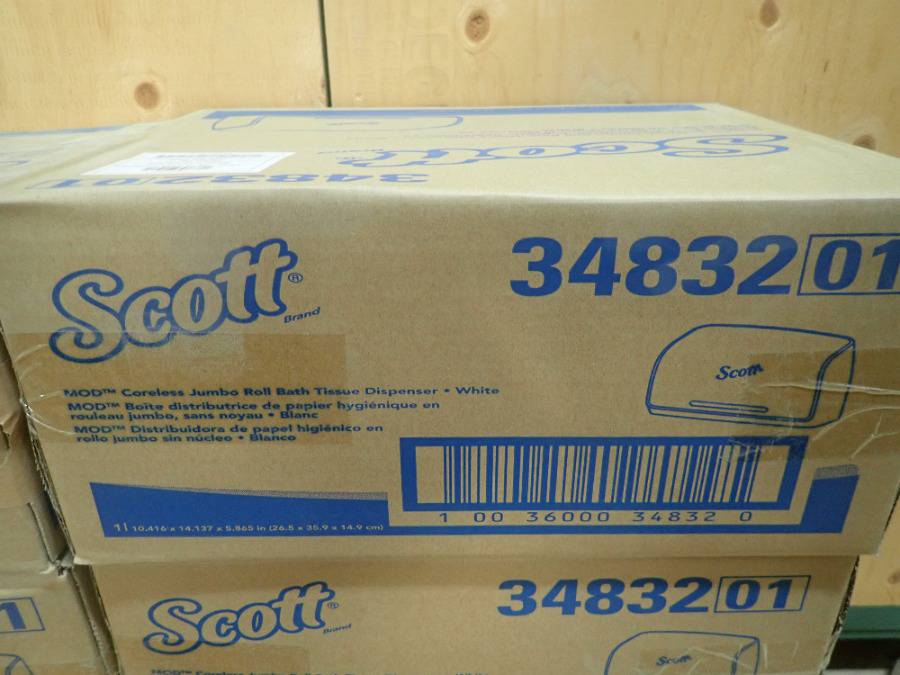 Scott
34832 01
Scott® Brand
34832 01
Scott
MOD™ Coreless Jumbo Roll Bath Tissue Dispenser • White
MOD™ Boîte distributrice de papier hygiénique en
rouleau jumbo, sans noyau • Blanc
MOD™ Distribuidora de papel higiénico en
rollo jumbo sin núcleo • Blanco
1 | 10.416 x 14.137 x 5.865 in (26.5 x 35.9 x 14.9 cm)
1 00 36000 34832 0
Scott® Brand
34832 01
1
Scott